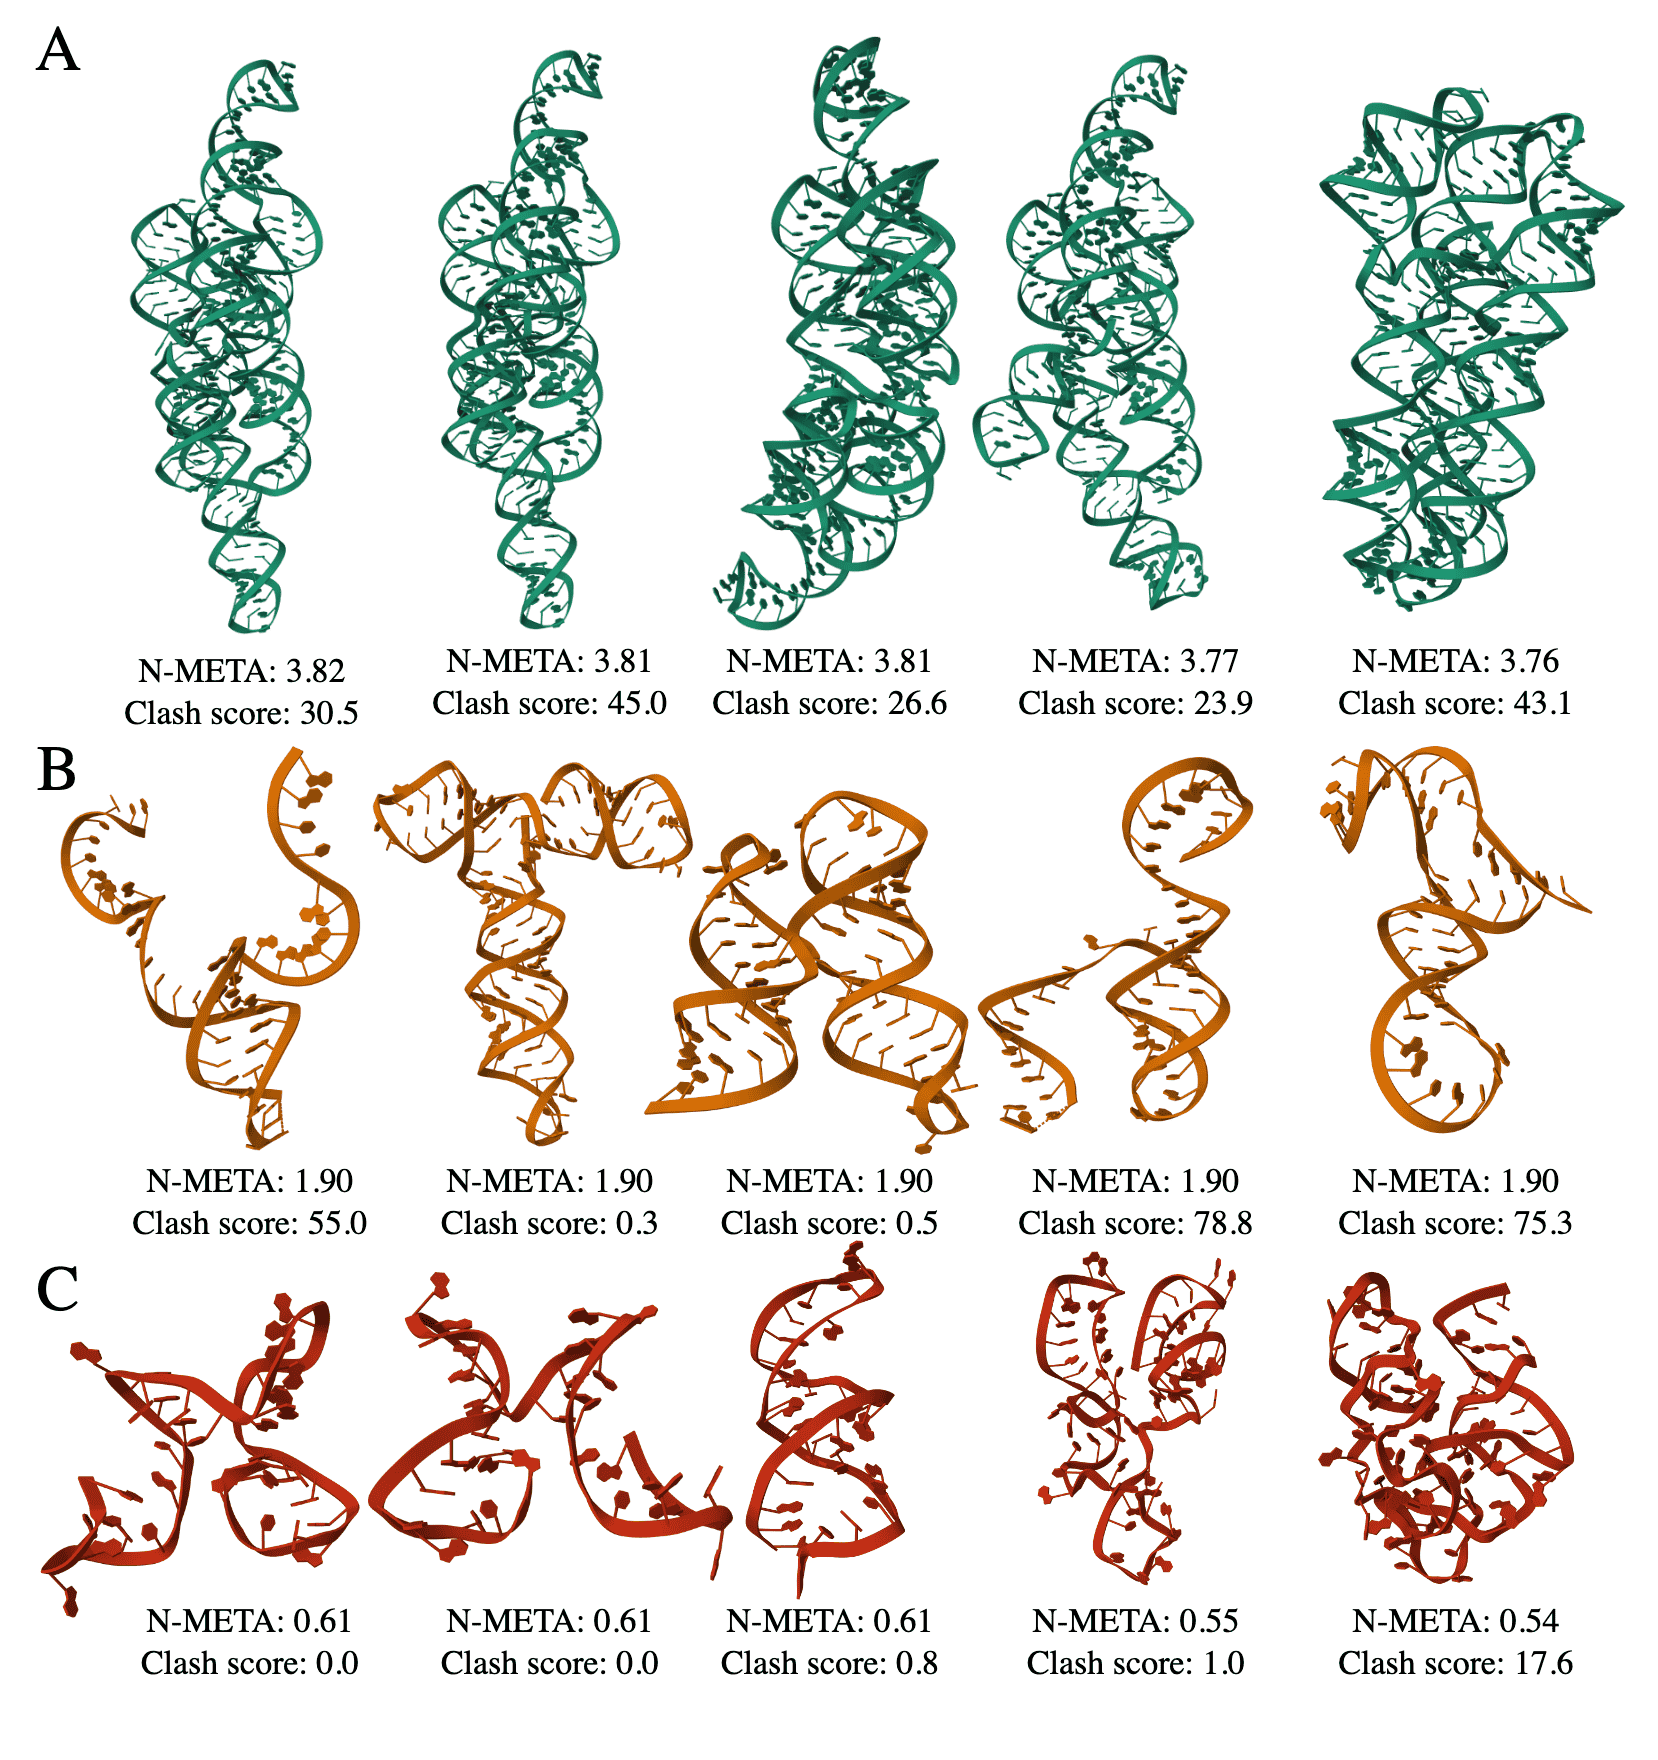 A
N-META: 3.82
Clash score: 30.5
N-META: 3.81
Clash score: 45.0
N-META: 3.81
Clash score: 26.6
N-META: 3.77
Clash score: 23.9
N-META: 3.76
Clash score: 43.1
B
N-META: 1.90
Clash score: 55.0
N-META: 1.90
Clash score: 0.3
N-META: 1.90
Clash score: 0.5
N-META: 1.90
Clash score: 78.8
N-META: 1.90
Clash score: 75.3
C
N-META: 0.61
Clash score: 0.0
N-META: 0.61
Clash score: 0.0
N-META: 0.61
Clash score: 0.8
N-META: 0.55
Clash score: 1.0
N-META: 0.54
Clash score: 17.6